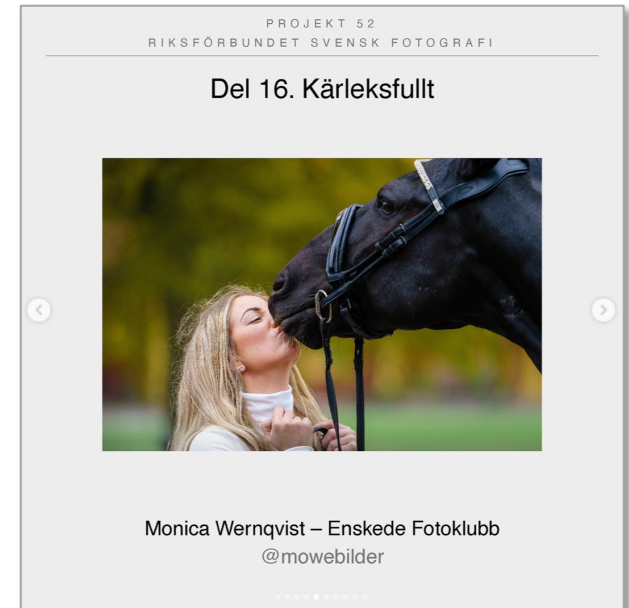 PROJEKT 52
RIKSFÖRBUNDET SVENSK FOTOGRAFI
Del 16. Kärleksfullt
Monica Wernqvist – Enskede Fotoklubb
@mowebilder